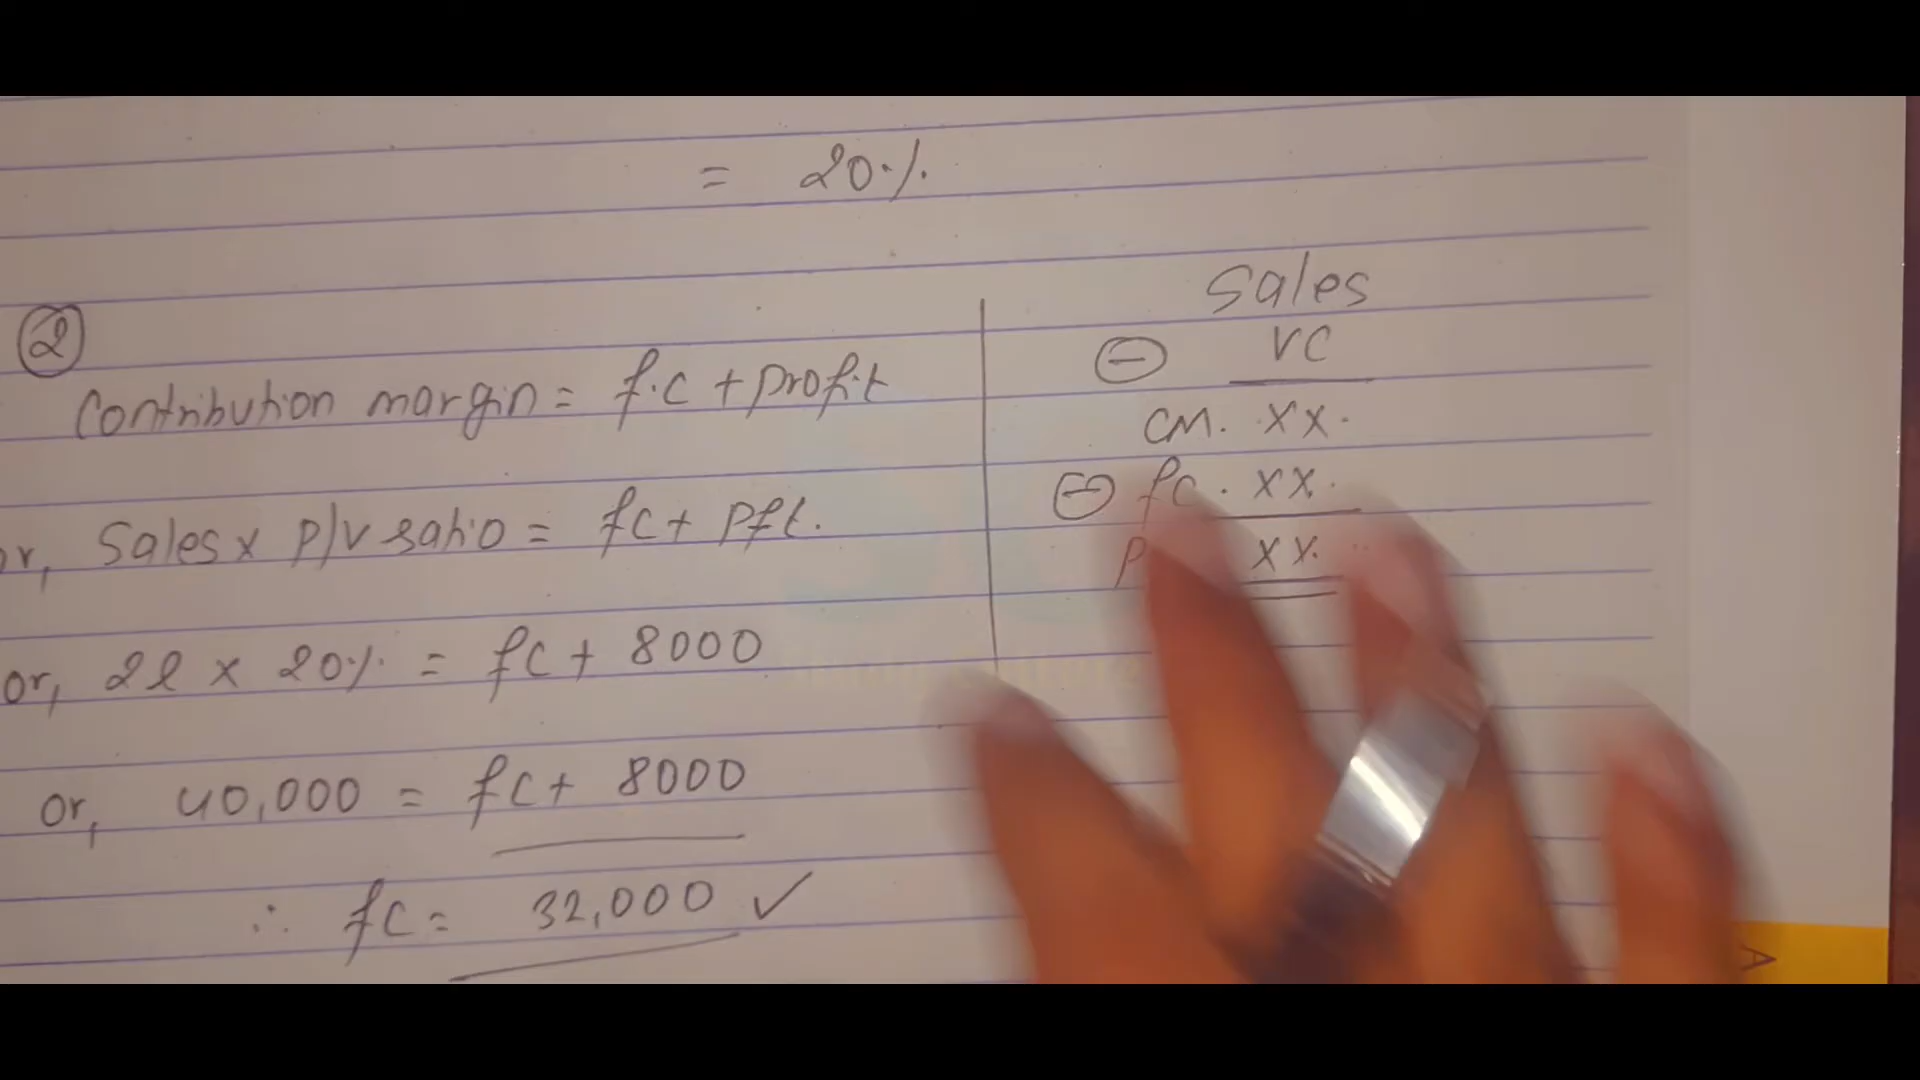 = 20%
②
Contribution margin = f.c + profit
or, Sales x p/v ratio = fc + pft.
or, 2l x 20% = fc + 8000
or, 40,000 = fc + 8000
∴ fc = 32,000 ✓
Sales
⊖ VC
CM. xx.
⊖ fc. xx.
P xx.
A